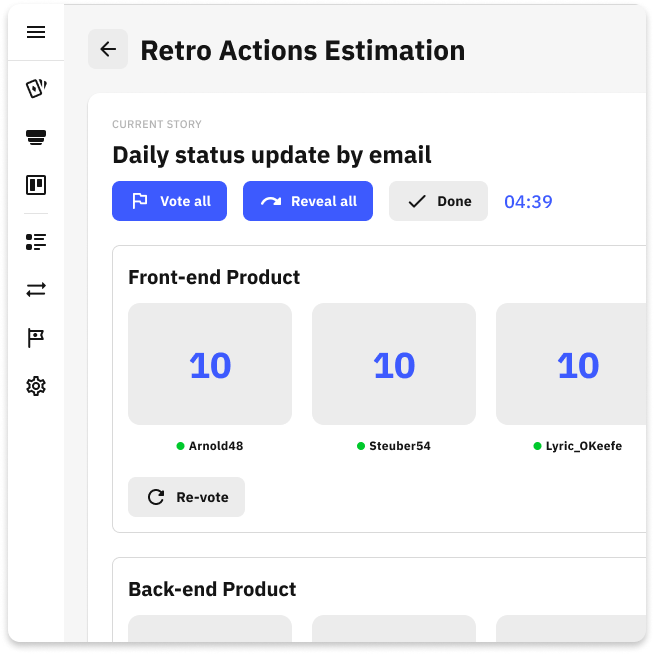 Retro Actions Estimation
CURRENT STORY
Daily status update by email
Vote all Reveal all Done 04:39
Front-end Product
10 10 10
Arnold48 Steuber54 Lyric_OKeefe
Re-vote
Back-end Product